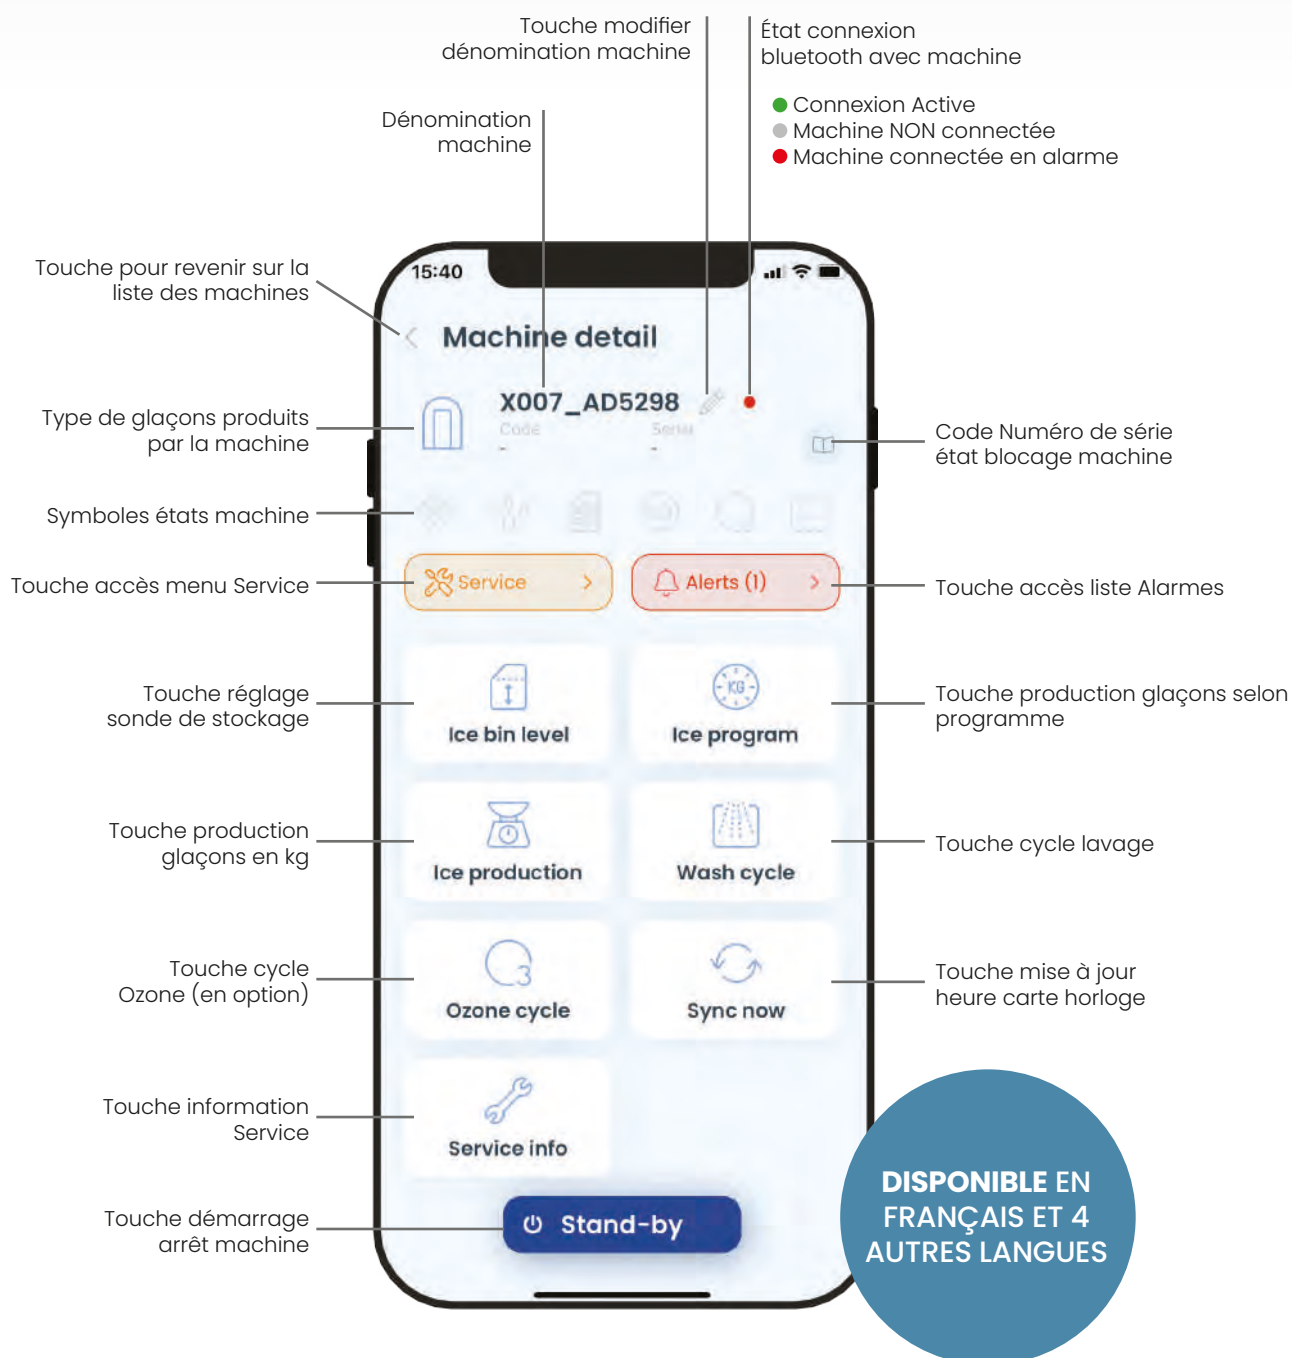 Touche modifier
dénomination machine
État connexion
bluetooth avec machine
Connexion Active
Machine NON connectée
Machine connectée en alarme
Dénomination
machine
Touche pour revenir sur la
liste des machines
15:40
Machine detail
Type de glaçons produits
par la machine
X007_AD5298
Code
Serial
-
-
Code Numéro de série
état blocage machine
Symboles états machine
Touche accès menu Service
Service
Alerts (1)
Touche accès liste Alarmes
Touche réglage
sonde de stockage
Ice bin level
KG
Ice program
Touche production glaçons selon
programme
Touche production
glaçons en kg
Ice production
Wash cycle
Touche cycle lavage
Touche cycle
Ozone (en option)
3
Ozone cycle
Sync now
Touche mise à jour
heure carte horloge
Touche information
Service
Service info
Touche démarrage
arrêt machine
Stand-by
DISPONIBLE EN
FRANÇAIS ET 4
AUTRES LANGUES